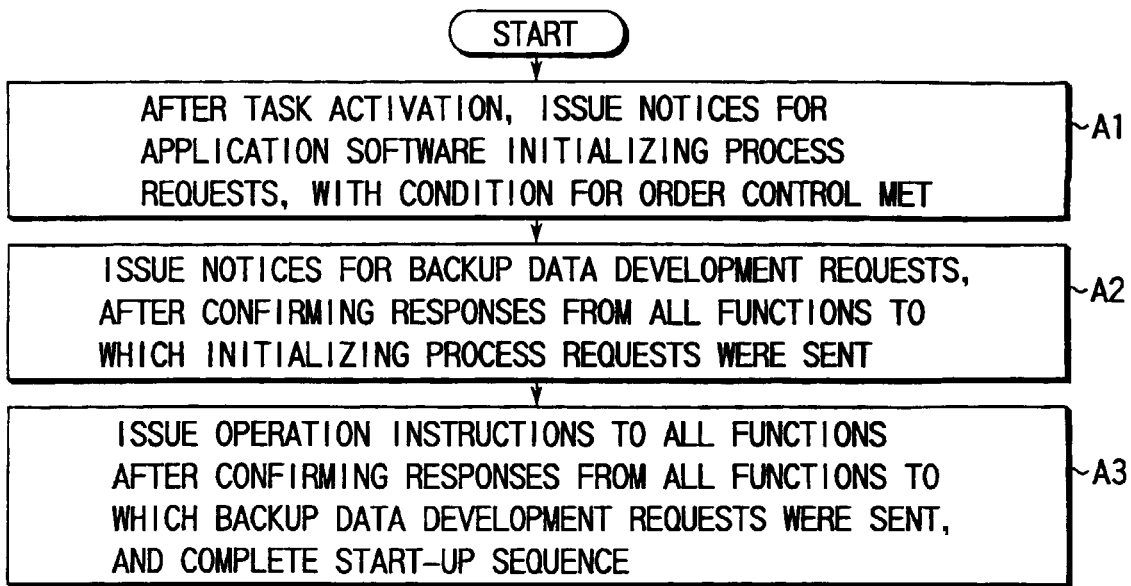 START
AFTER TASK ACTIVATION, ISSUE NOTICES FOR
APPLICATION SOFTWARE INITIALIZING PROCESS
REQUESTS, WITH CONDITION FOR ORDER CONTROL MET
A1
ISSUE NOTICES FOR BACKUP DATA DEVELOPMENT REQUESTS,
AFTER CONFIRMING RESPONSES FROM ALL FUNCTIONS TO
WHICH INITIALIZING PROCESS REQUESTS WERE SENT
A2
ISSUE OPERATION INSTRUCTIONS TO ALL FUNCTIONS
AFTER CONFIRMING RESPONSES FROM ALL FUNCTIONS TO
WHICH BACKUP DATA DEVELOPMENT REQUESTS WERE SENT,
AND COMPLETE START-UP SEQUENCE
A3